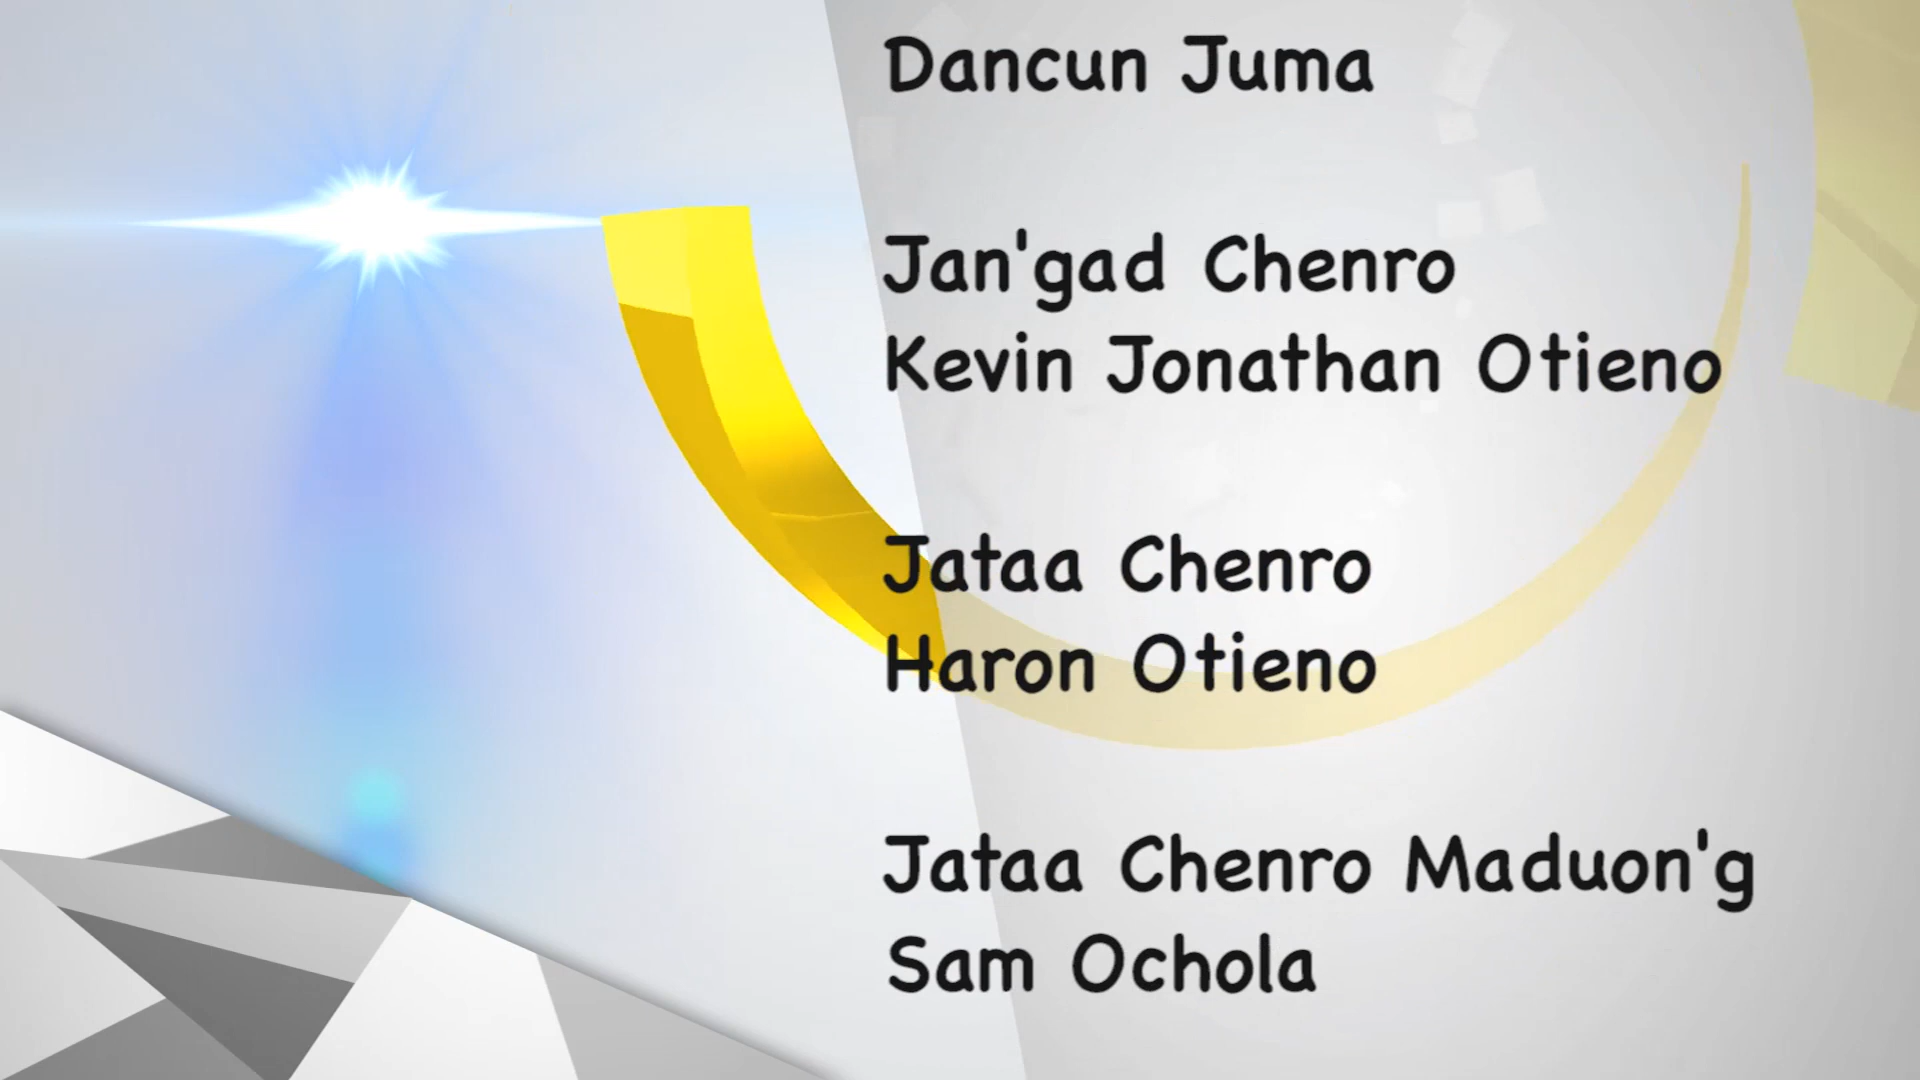 Dancun Juma
Jan'gad Chenro
Kevin Jonathan Otieno
Jataa Chenro
Haron Otieno
Jataa Chenro Maduon'g
Sam Ochola